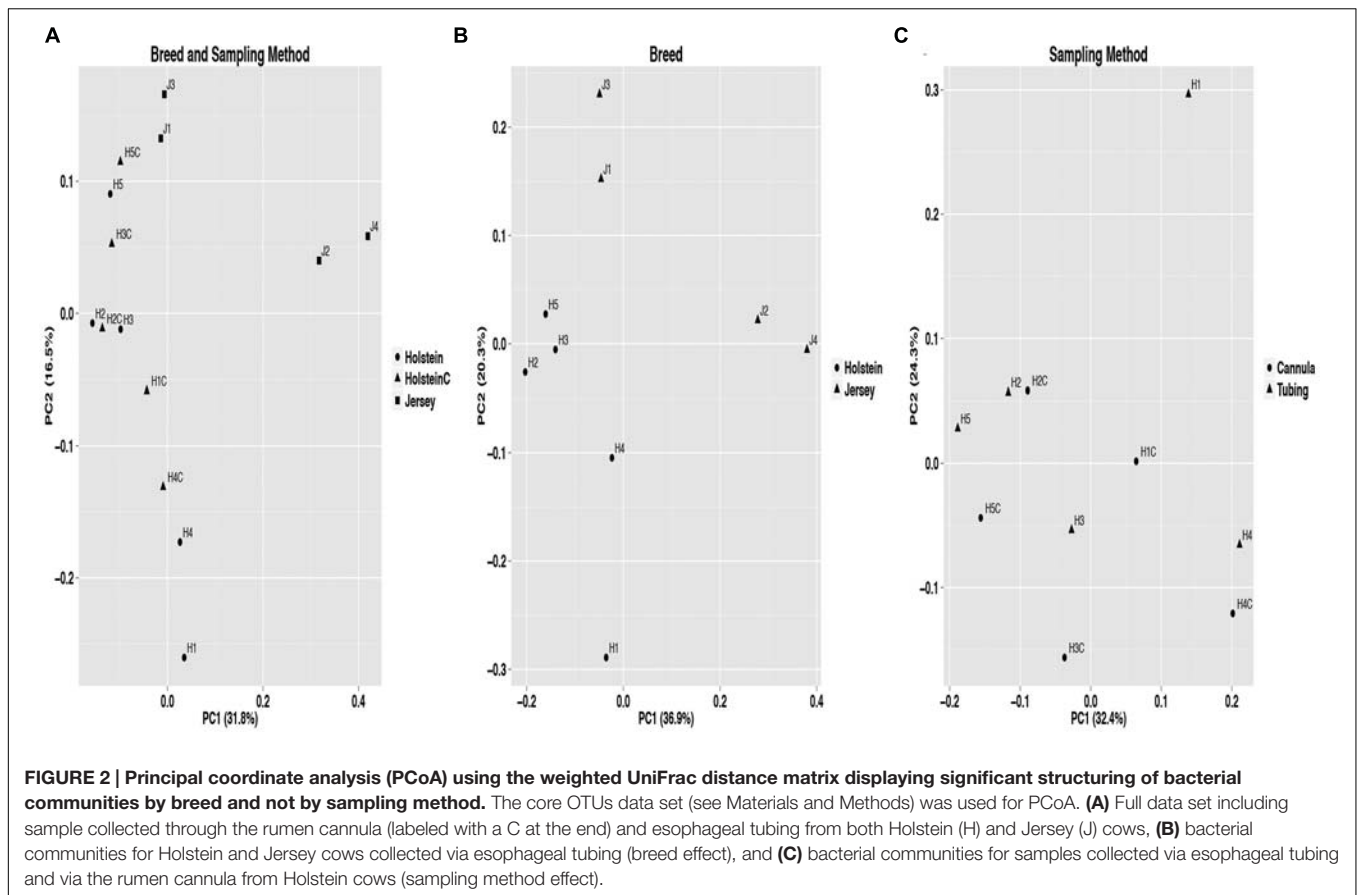 A
Breed and Sampling Method
J3
J1
H5C
H5
H3C
J4
J2
H2
H2C
H3
H1C
H4C
H4
H1
0.1
0.0
−0.1
−0.2
PC2 (16.5%)
0.0
0.2
0.4
PC1 (31.8%)
Holstein
HolsteinC
Jersey
B
Breed
J3
J1
H5
H3
H2
J2
J4
H4
H1
0.2
0.1
0.0
−0.1
−0.2
−0.3
PC2 (20.3%)
−0.2
0.0
0.2
0.4
PC1 (36.9%)
Holstein
Jersey
C
Sampling Method
H1
H2
H2C
H5
H1C
H5C
H3
H4
H4C
H3C
0.3
0.2
0.1
0.0
−0.1
PC2 (24.3%)
−0.2
−0.1
0.0
0.1
0.2
PC1 (32.4%)
Cannula
Tubing
FIGURE 2 | Principal coordinate analysis (PCoA) using the weighted UniFrac distance matrix displaying significant structuring of bacterial
communities by breed and not by sampling method. The core OTUs data set (see Materials and Methods) was used for PCoA. (A) Full data set including
sample collected through the rumen cannula (labeled with a C at the end) and esophageal tubing from both Holstein (H) and Jersey (J) cows, (B) bacterial
communities for Holstein and Jersey cows collected via esophageal tubing (breed effect), and (C) bacterial communities for samples collected via esophageal tubing
and via the rumen cannula from Holstein cows (sampling method effect).